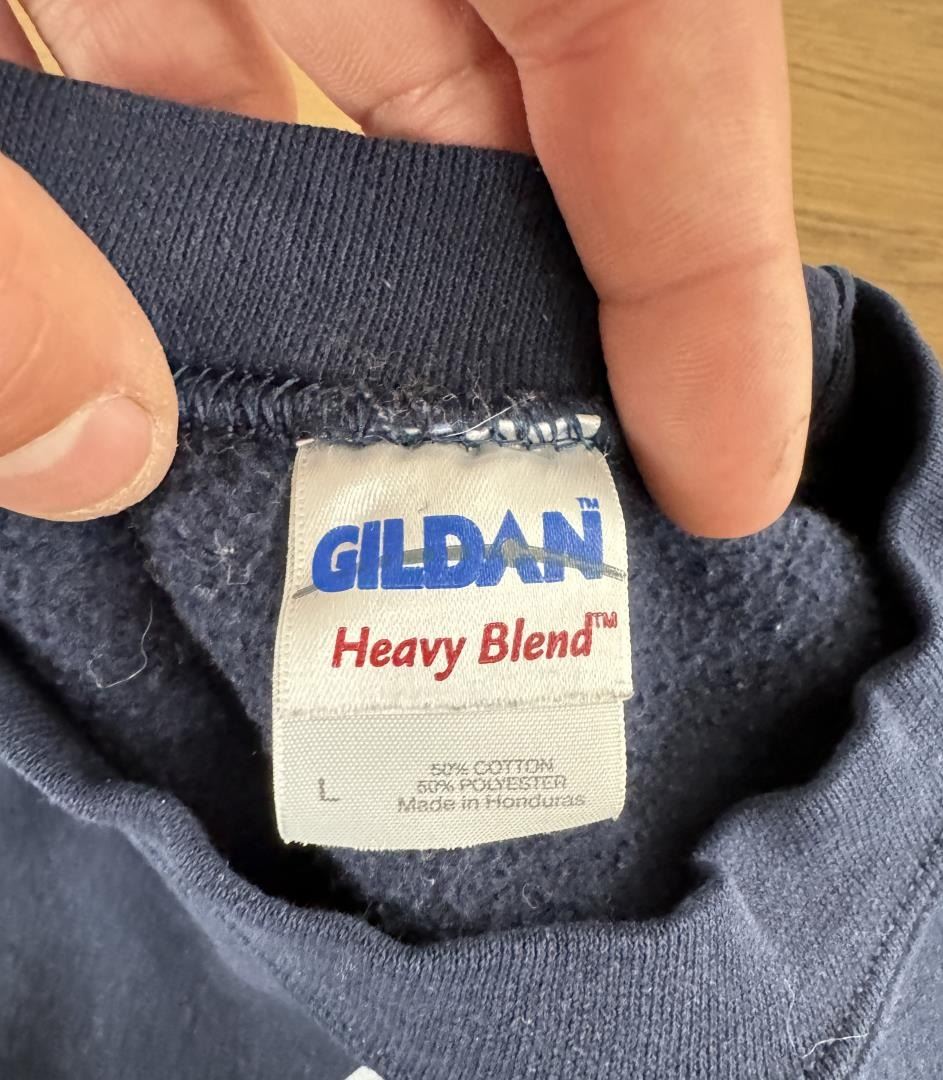 GILDAN™
Heavy Blend™
L
50% COTTON
50% POLYESTER
Made in Honduras